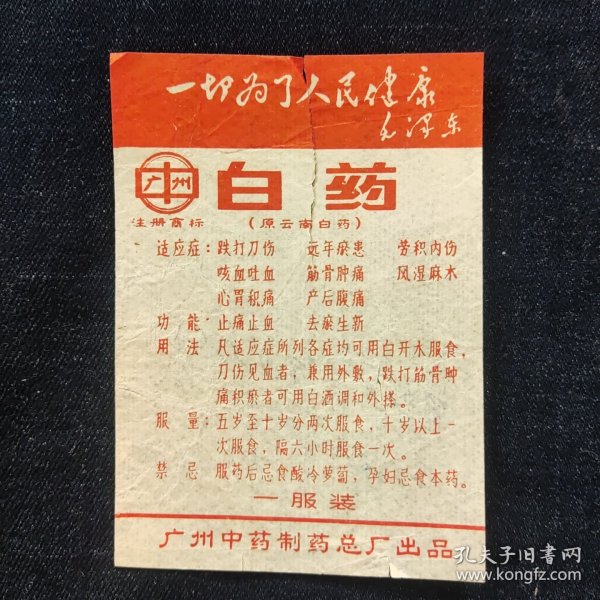 一切为了人民健康
毛泽东
广州 中
白药
注册商标 (原云南白药)
适应症：跌打刀伤 远年瘀患 劳积内伤
咳血吐血 筋骨肿痛 风湿麻木
心胃积痛 产后腹痛
功能：止痛止血 去瘀生新
用法 凡适应症所列各症均可用白开水服食，
刀伤见血者，兼用外敷，跌打筋骨肿
痛积瘀者可用白酒调和外搽。
服量：五岁至十岁分两次服食，十岁以上一
次服食，隔六小时服食一次。
禁忌 服药后忌食酸冷萝蔔，孕妇忌食本药。
一服装
广州中药制药总厂出品
孔夫子旧书网
www.kongfz.com